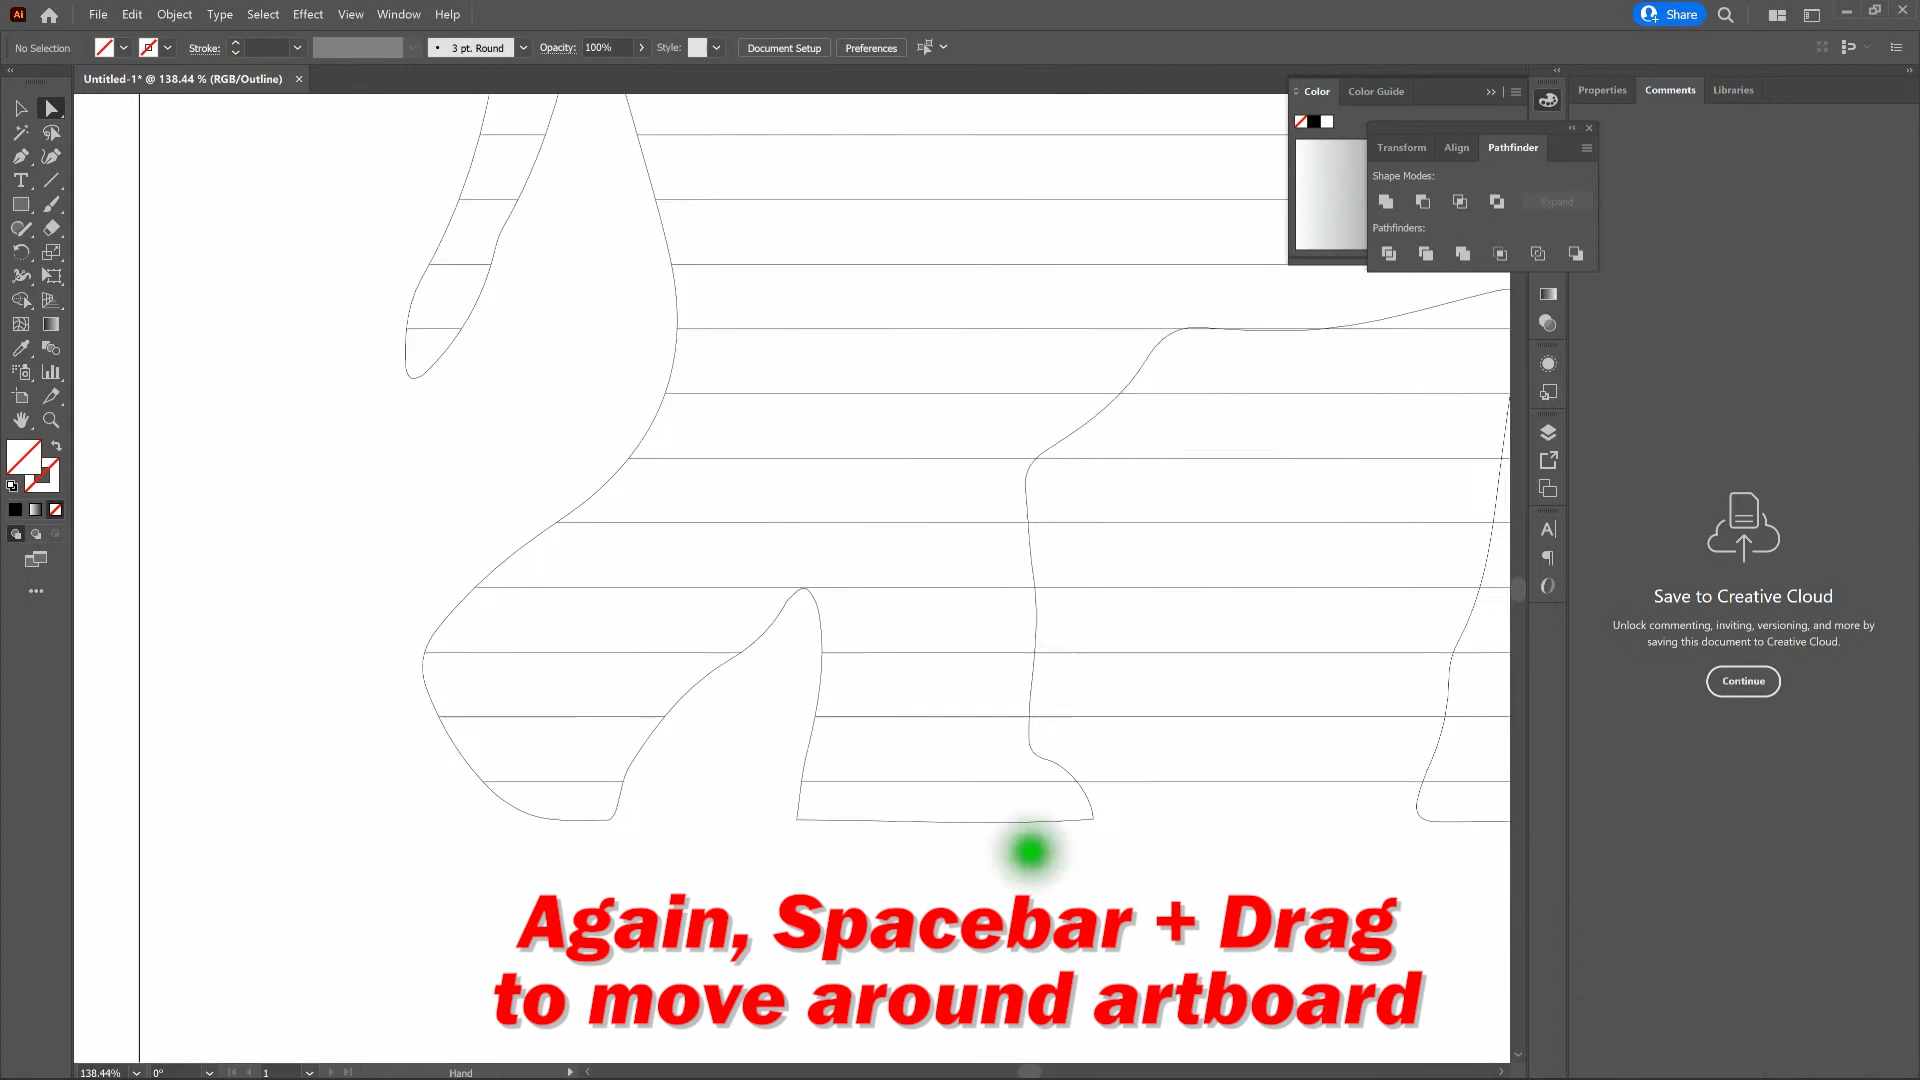 Ai
File Edit Object Type Select Effect View Window Help
Share
No Selection
Stroke:
3 pt. Round
Opacity: 100%
Style:
Document Setup
Preferences
Untitled-1* @ 138.44 % (RGB/Outline) ×
Color
Color Guide
Properties
Comments
Libraries
Transform
Align
Pathfinder
Shape Modes:
Expand
Pathfinders:
Save to Creative Cloud
Unlock commenting, inviting, versioning, and more by
saving this document to Creative Cloud.
Continue
Again, Spacebar + Drag
to move around artboard
138.44%
0°
1
Hand